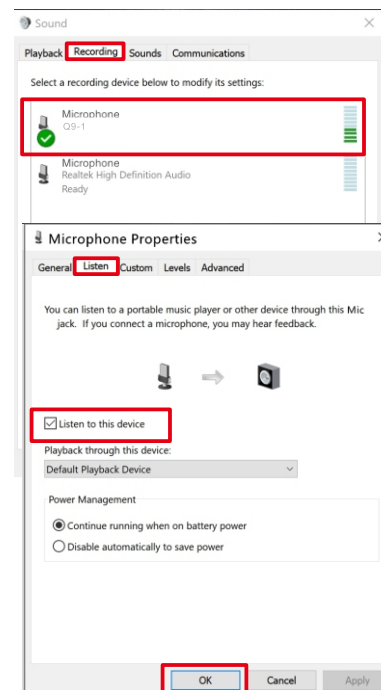 Sound
Playback Recording Sounds Communications
Select a recording device below to modify its settings:
Microphone
Q9-1
Microphone
Realtek High Definition Audio
Ready
Microphone Properties
General Listen Custom Levels Advanced
You can listen to a portable music player or other device through this Mic
jack. If you connect a microphone, you may hear feedback.
Listen to this device
Playback through this device:
Default Playback Device
Power Management
Continue running when on battery power
Disable automatically to save power
OK Cancel Apply